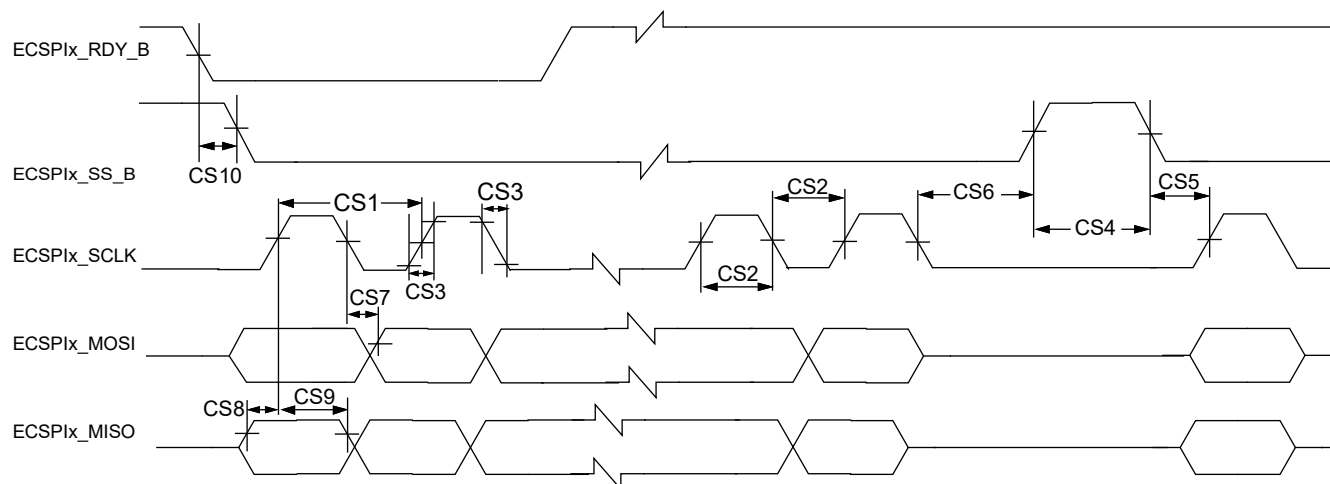 ECSPIx_RDY_B
ECSPIx_SS_B
CS10
CS1
CS3
CS2
CS6
CS5
CS4
ECSPIx_SCLK
CS3
CS2
CS7
ECSPIx_MOSI
CS8
CS9
ECSPIx_MISO